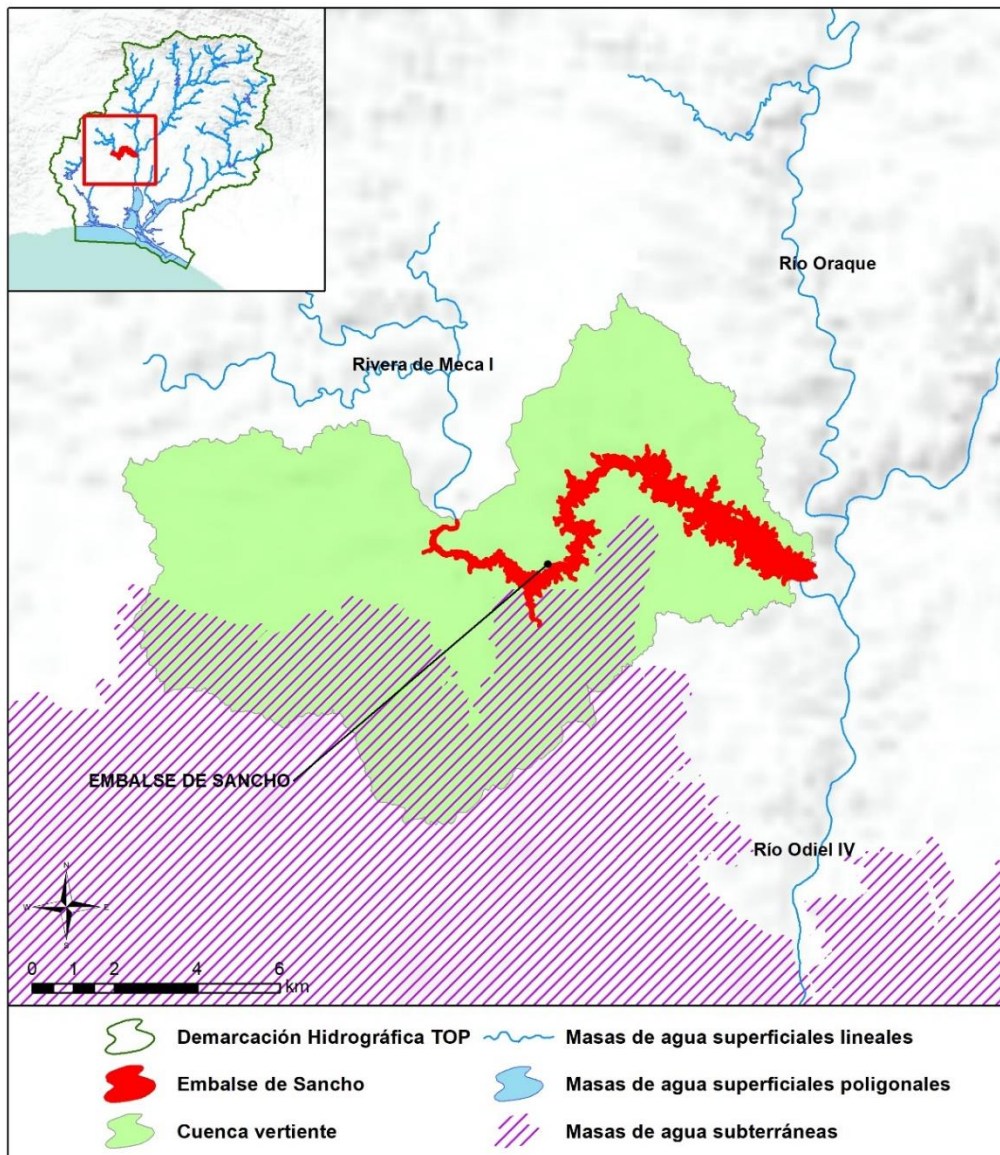 Río Oraque
Rivera de Meca I
EMBALSE DE SANCHO
Río Odiel IV
N
W
E
S
0 1 2 4 6
km
Demarcación Hidrográfica TOP
Masas de agua superficiales lineales
Embalse de Sancho
Masas de agua superficiales poligonales
Cuenca vertiente
Masas de agua subterráneas